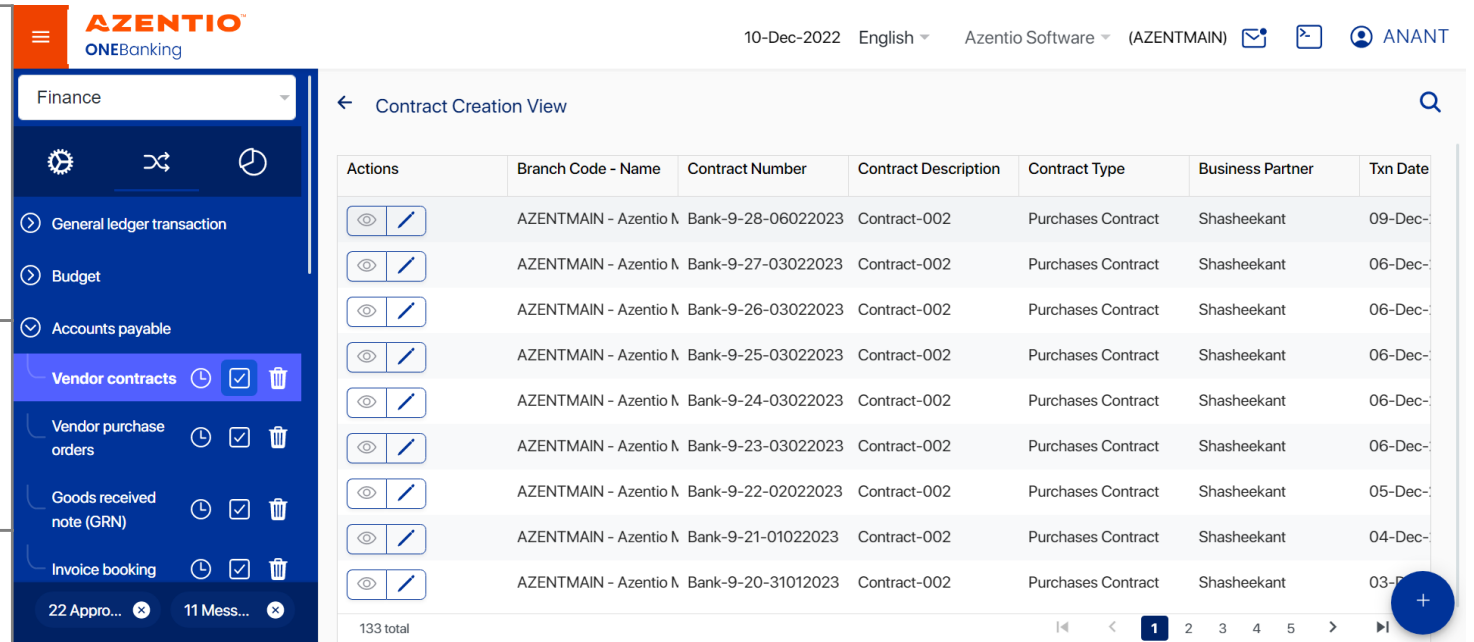 AZENTIO
ONEBanking
10-Dec-2022 English Azentio Software (AZENTMAIN) ANANT
Finance
General ledger transaction
Budget
Accounts payable
Vendor contracts
Vendor purchase
orders
Goods received
note (GRN)
Invoice booking
22 Appro...
11 Mess...
Contract Creation View
Actions Branch Code - Name Contract Number Contract Description Contract Type Business Partner Txn Date
AZENTMAIN - Azentio Bank-9-28-06022023 Contract-002 Purchases Contract Shasheekant 09-Dec-
AZENTMAIN - Azentio Bank-9-27-03022023 Contract-002 Purchases Contract Shasheekant 06-Dec-
AZENTMAIN - Azentio Bank-9-26-03022023 Contract-002 Purchases Contract Shasheekant 06-Dec-
AZENTMAIN - Azentio Bank-9-25-03022023 Contract-002 Purchases Contract Shasheekant 06-Dec-
AZENTMAIN - Azentio Bank-9-24-03022023 Contract-002 Purchases Contract Shasheekant 06-Dec-
AZENTMAIN - Azentio Bank-9-23-03022023 Contract-002 Purchases Contract Shasheekant 06-Dec-
AZENTMAIN - Azentio Bank-9-22-02022023 Contract-002 Purchases Contract Shasheekant 05-Dec-
AZENTMAIN - Azentio Bank-9-21-01022023 Contract-002 Purchases Contract Shasheekant 04-Dec-
AZENTMAIN - Azentio Bank-9-20-31012023 Contract-002 Purchases Contract Shasheekant 03-
133 total 1 2 3 4 5